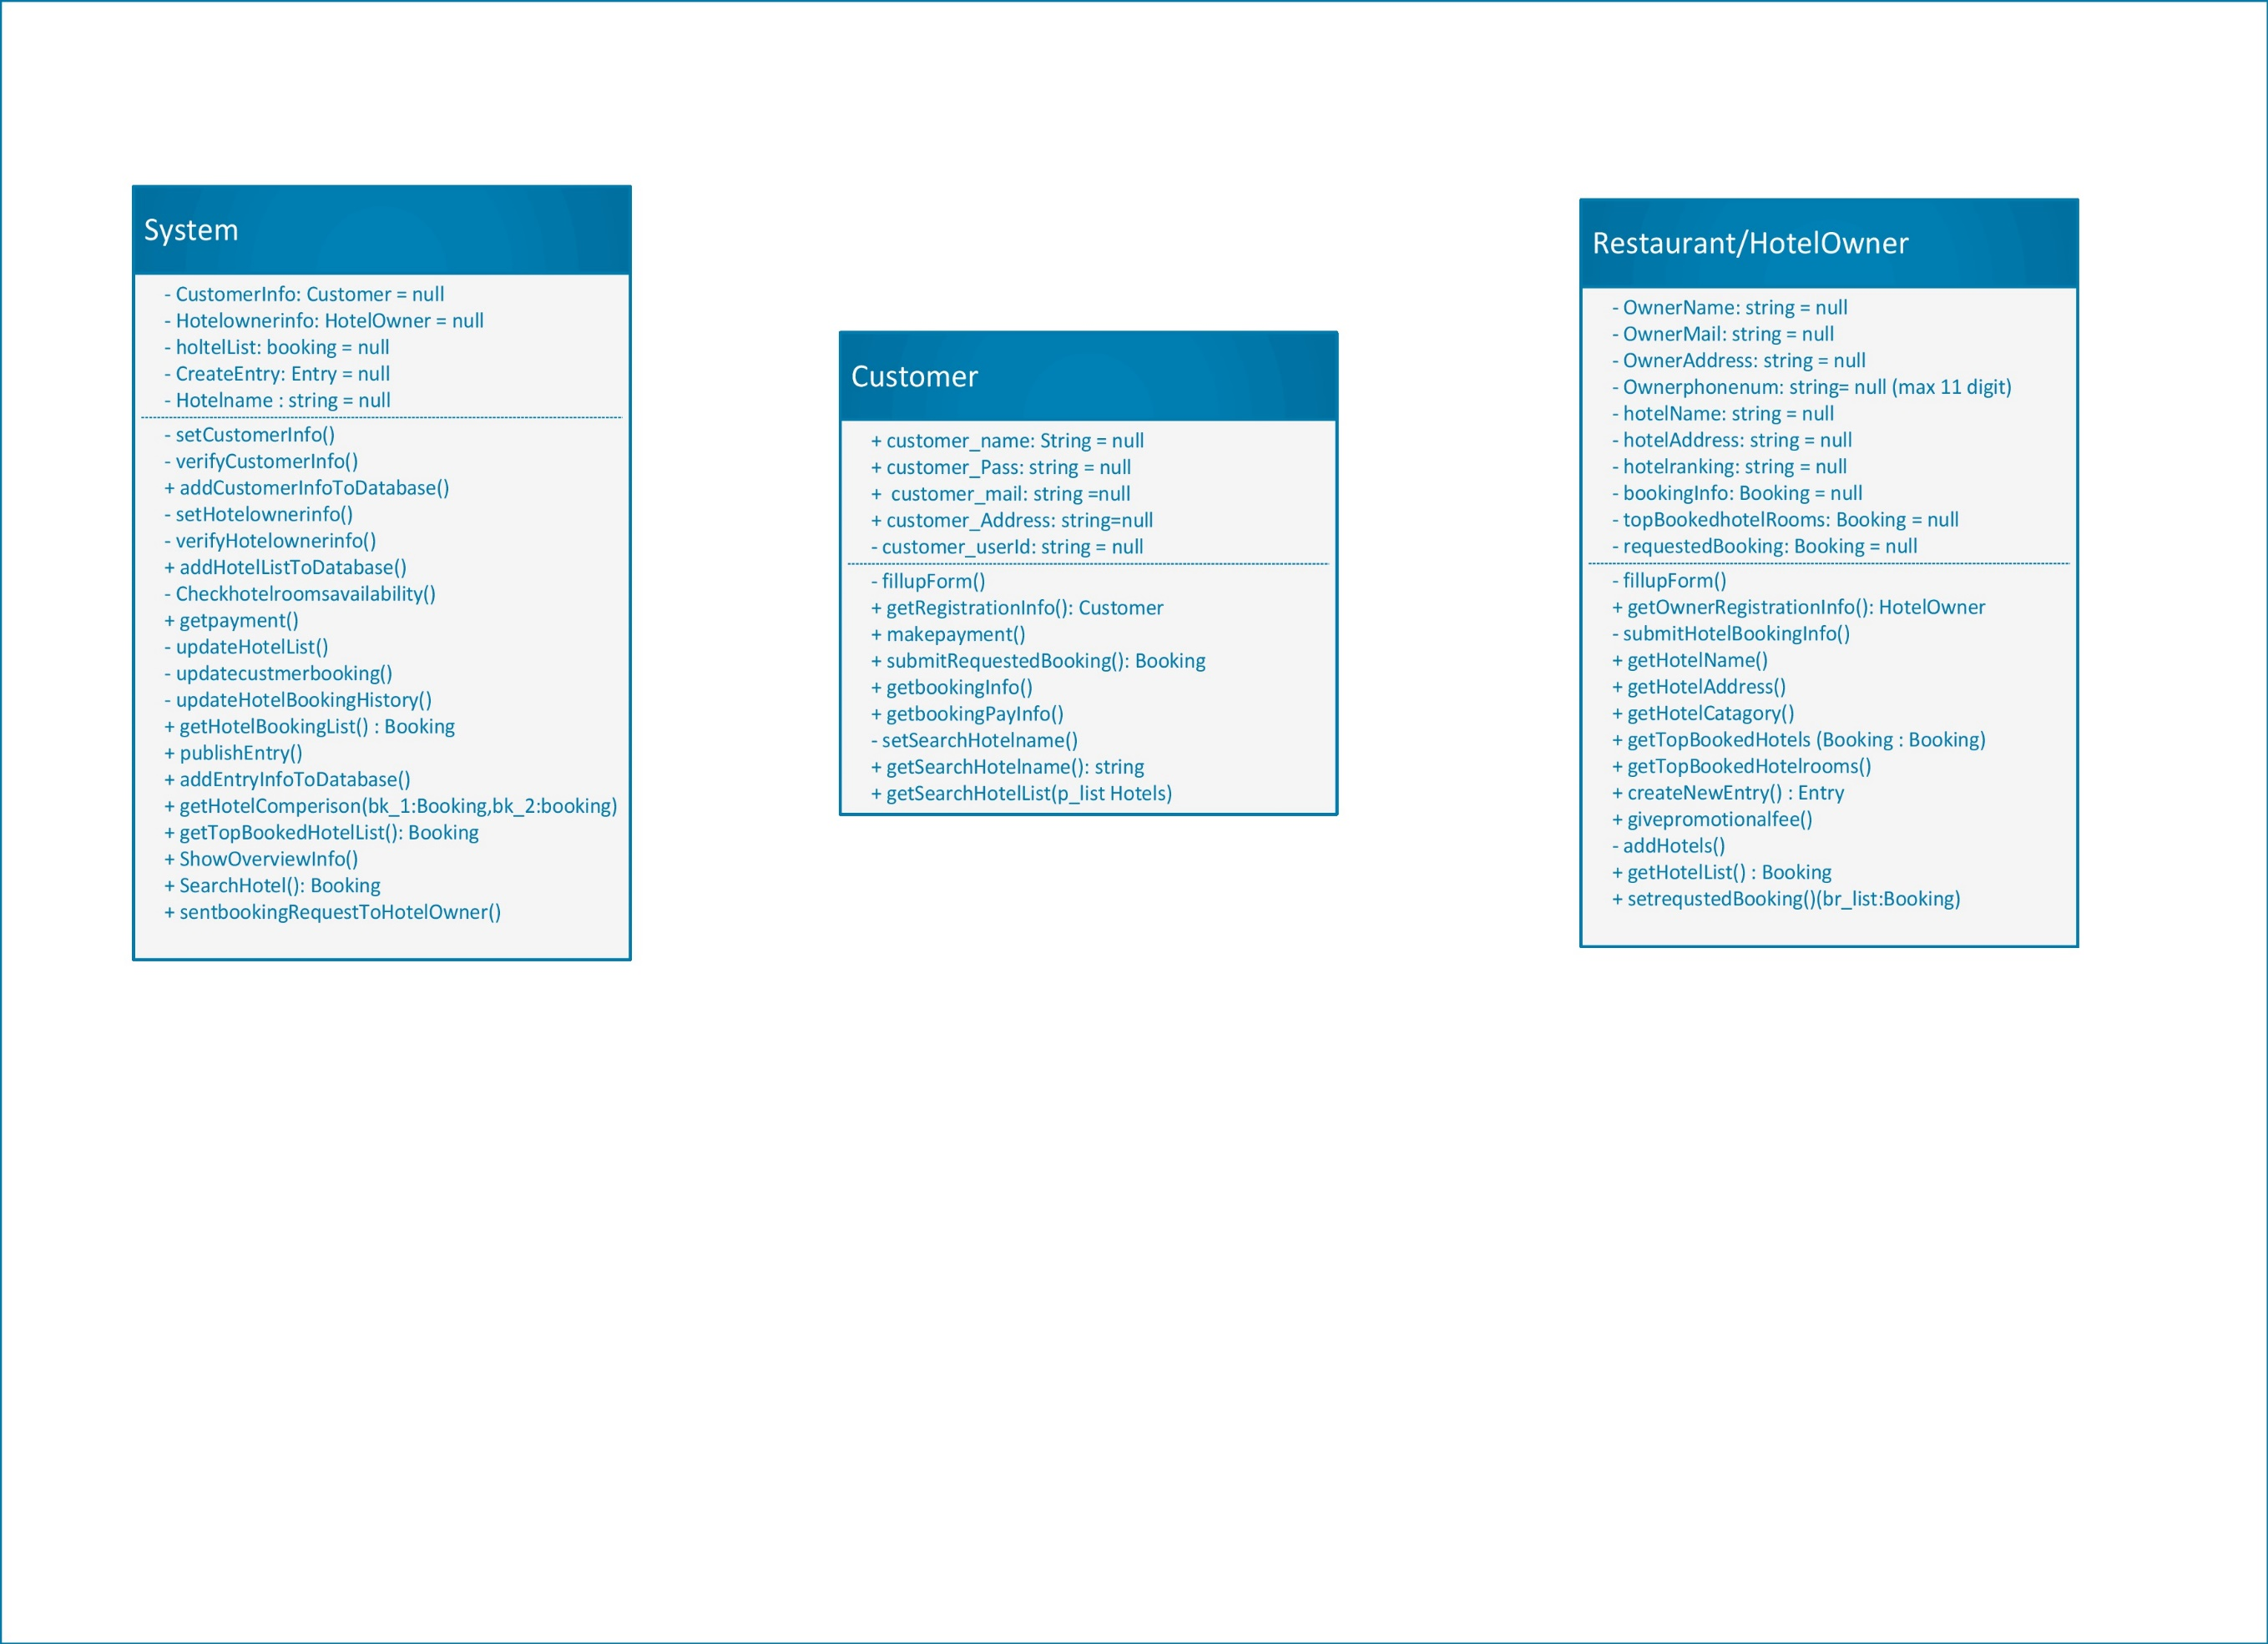 System
- CustomerInfo: Customer = null
- Hotelownerinfo: HotelOwner = null
- holtelList: booking = null
- CreateEntry: Entry = null
- Hotelname : string = null
- setCustomerInfo()
- verifyCustomerInfo()
+ addCustomerInfoToDatabase()
- setHotelownerinfo()
- verifyHotelownerinfo()
+ addHotelListToDatabase()
- Checkhotelroomsavailability()
+ getpayment()
- updateHotelList()
- updatecustmerbooking()
- updateHotelBookingHistory()
+ getHotelBookingList() : Booking
+ publishEntry()
+ addEntryInfoToDatabase()
+ getHotelComperison(bk_1:Booking,bk_2:booking)
+ getTopBookedHotelList(): Booking
+ ShowOverviewInfo()
+ SearchHotel(): Booking
+ sentbookingRequestToHotelOwner()
Customer
+ customer_name: String = null
+ customer_Pass: string = null
+  customer_mail: string =null
+ customer_Address: string=null
- customer_userId: string = null
- fillupForm()
+ getRegistrationInfo(): Customer
+ makepayment()
+ submitRequestedBooking(): Booking
+ getbookingInfo()
+ getbookingPayInfo()
- setSearchHotelname()
+ getSearchHotelname(): string
+ getSearchHotelList(p_list Hotels)
Restaurant/HotelOwner
- OwnerName: string = null
- OwnerMail: string = null
- OwnerAddress: string = null
- Ownerphonenum: string= null (max 11 digit)
- hotelName: string = null
- hotelAddress: string = null
- hotelranking: string = null
- bookingInfo: Booking = null
- topBookedhotelRooms: Booking = null
- requestedBooking: Booking = null
- fillupForm()
+ getOwnerRegistrationInfo(): HotelOwner
- submitHotelBookingInfo()
+ getHotelName()
+ getHotelAddress()
+ getHotelCatagory()
+ getTopBookedHotels (Booking : Booking)
+ getTopBookedHotelrooms()
+ createNewEntry() : Entry
+ givepromotionalfee()
- addHotels()
+ getHotelList() : Booking
+ setrequstedBooking()(br_list:Booking)